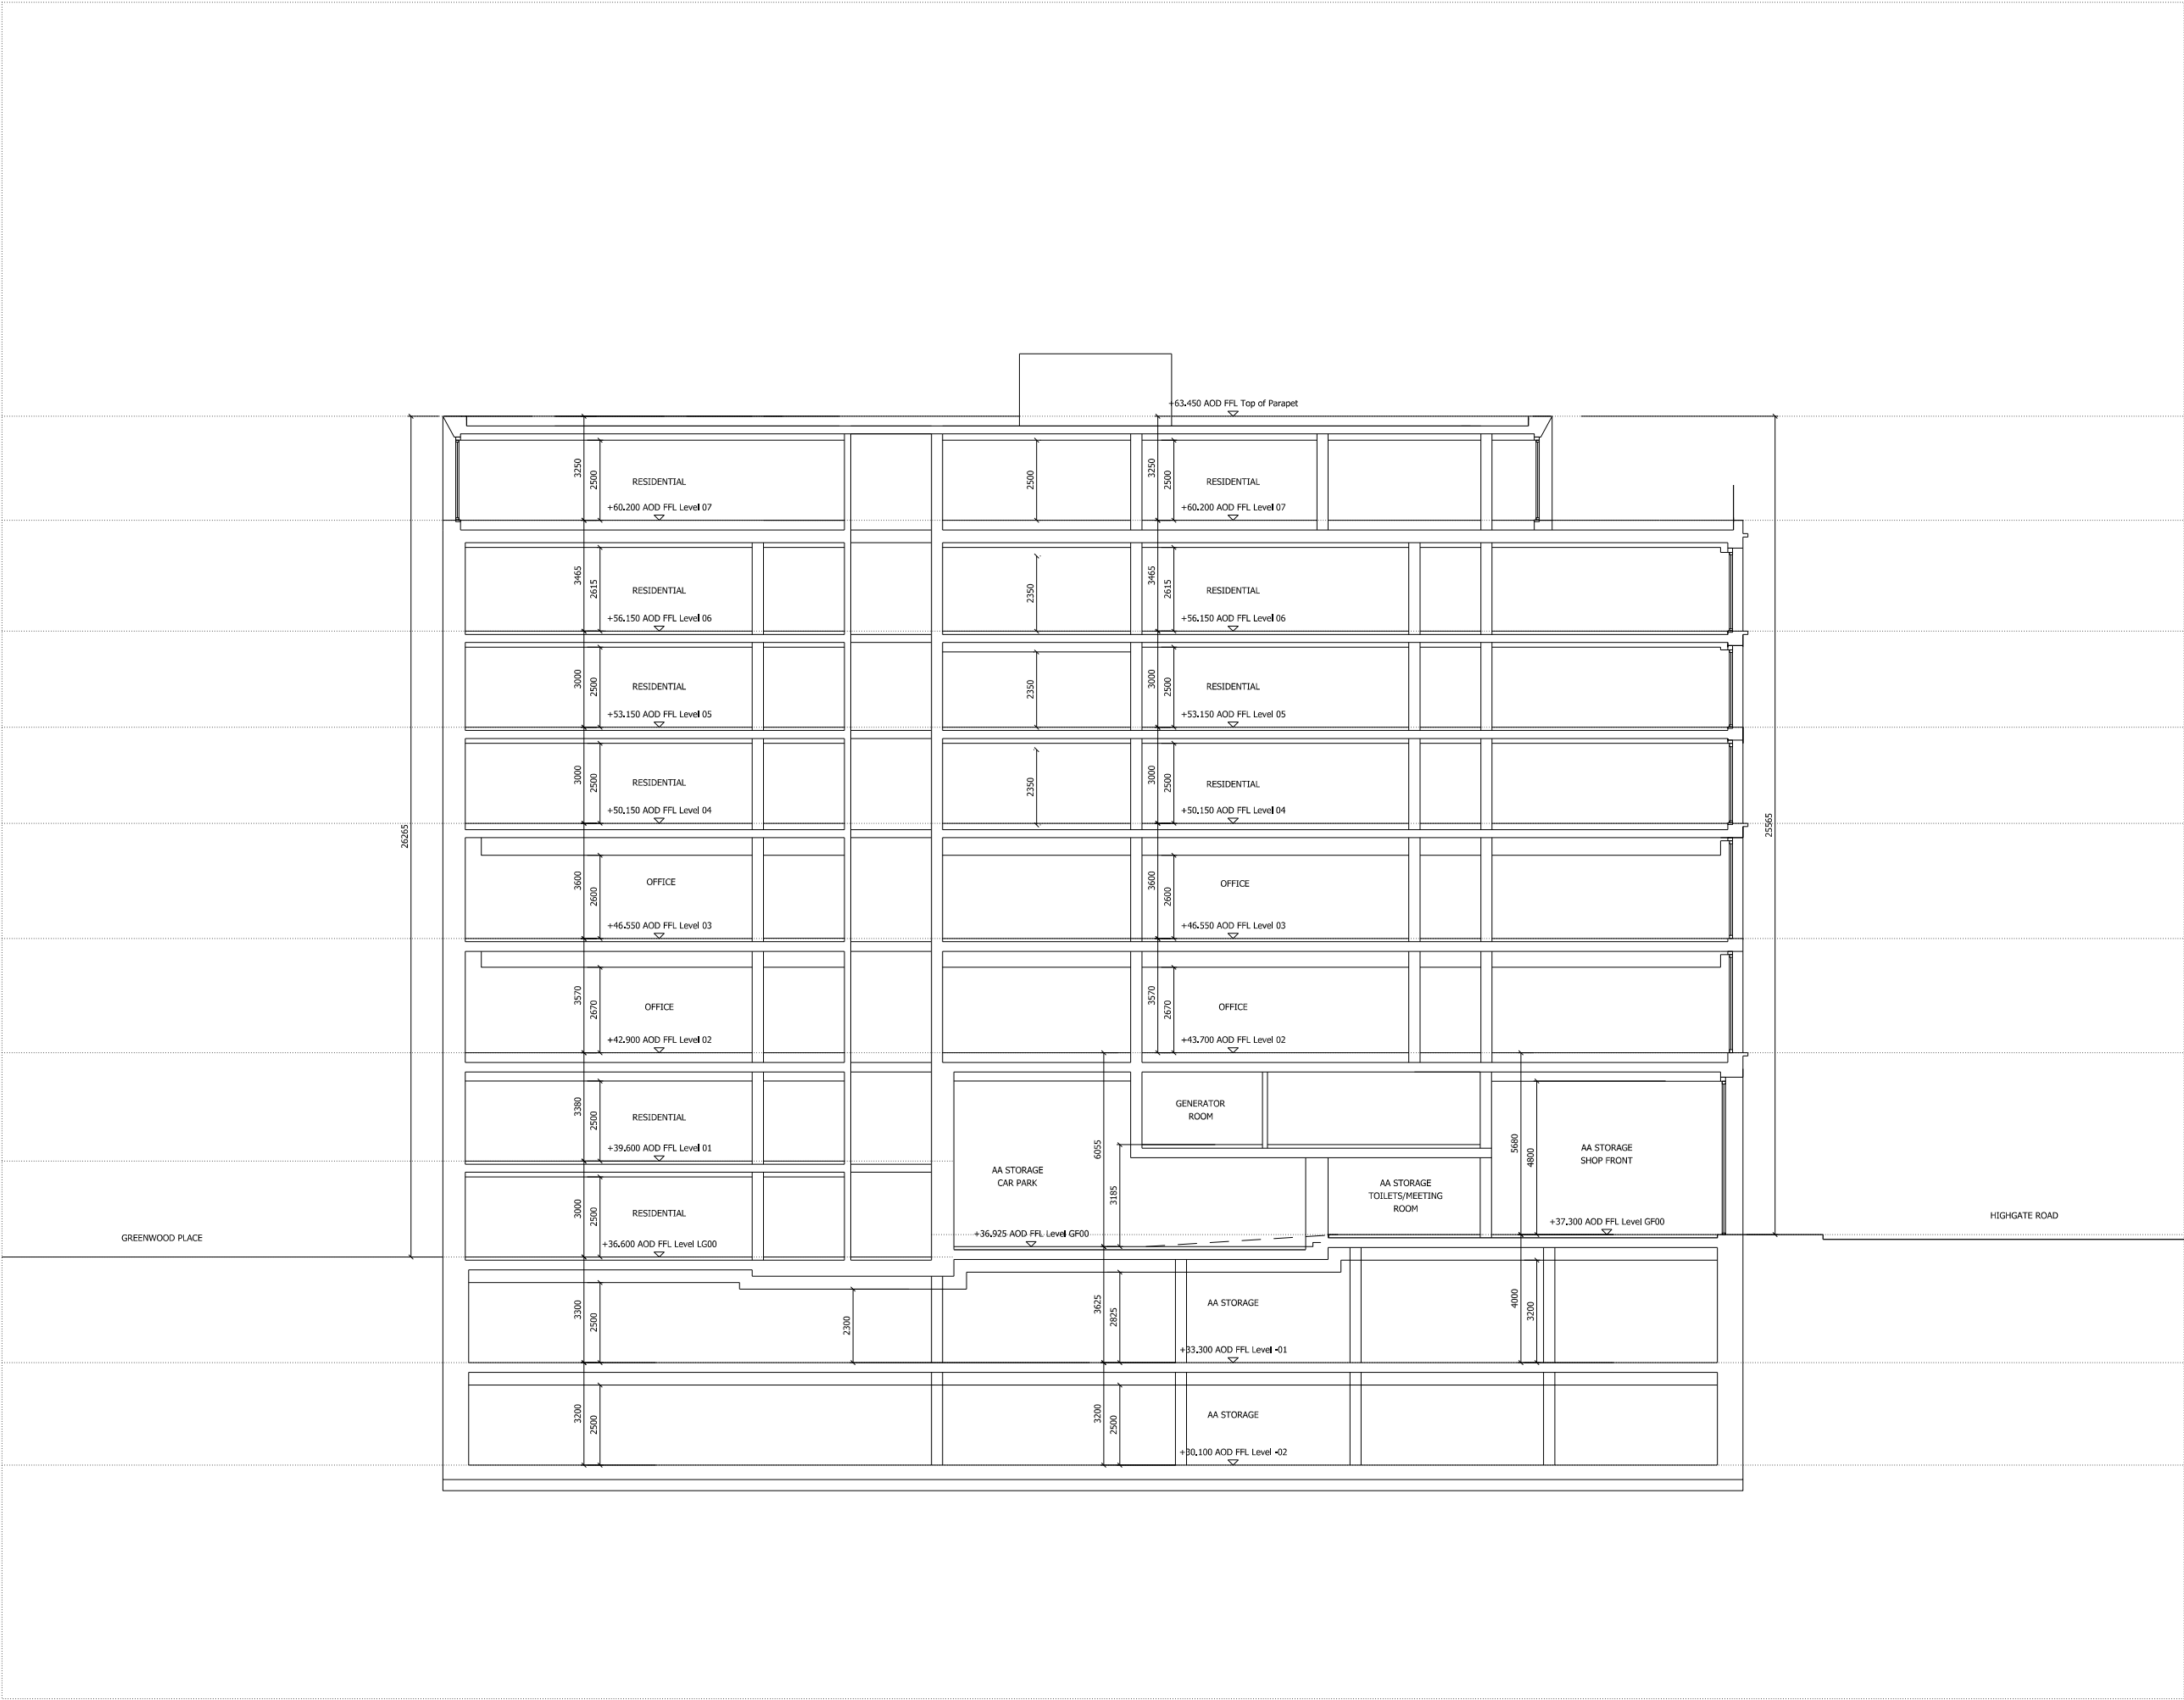 +63.450 AOD FFL Top of Parapet
3250
2500
RESIDENTIAL
+60.200 AOD FFL Level 07
2500
3250
2500
RESIDENTIAL
+60.200 AOD FFL Level 07
3465
2615
RESIDENTIAL
+56.150 AOD FFL Level 06
2350
3465
2615
RESIDENTIAL
+56.150 AOD FFL Level 06
3000
2500
RESIDENTIAL
+53.150 AOD FFL Level 05
2350
3000
2500
RESIDENTIAL
+53.150 AOD FFL Level 05
3000
2500
RESIDENTIAL
+50.150 AOD FFL Level 04
2350
3000
2500
RESIDENTIAL
+50.150 AOD FFL Level 04
26265
25565
3600
2600
OFFICE
+46.550 AOD FFL Level 03
3600
2600
OFFICE
+46.550 AOD FFL Level 03
3570
2670
OFFICE
+42.900 AOD FFL Level 02
3570
2670
OFFICE
+43.700 AOD FFL Level 02
3380
2500
RESIDENTIAL
+39.600 AOD FFL Level 01
GENERATOR
ROOM
6055
3185
AA STORAGE
CAR PARK
+36.925 AOD FFL Level GF00
AA STORAGE
TOILETS/MEETING
ROOM
5680
4800
AA STORAGE
SHOP FRONT
+37.300 AOD FFL Level GF00
3000
2500
RESIDENTIAL
+36.600 AOD FFL Level LG00
GREENWOOD PLACE
HIGHGATE ROAD
3300
2500
2300
3625
2825
AA STORAGE
+33.300 AOD FFL Level -01
4000
3200
3200
2500
3200
2500
AA STORAGE
+30.100 AOD FFL Level -02